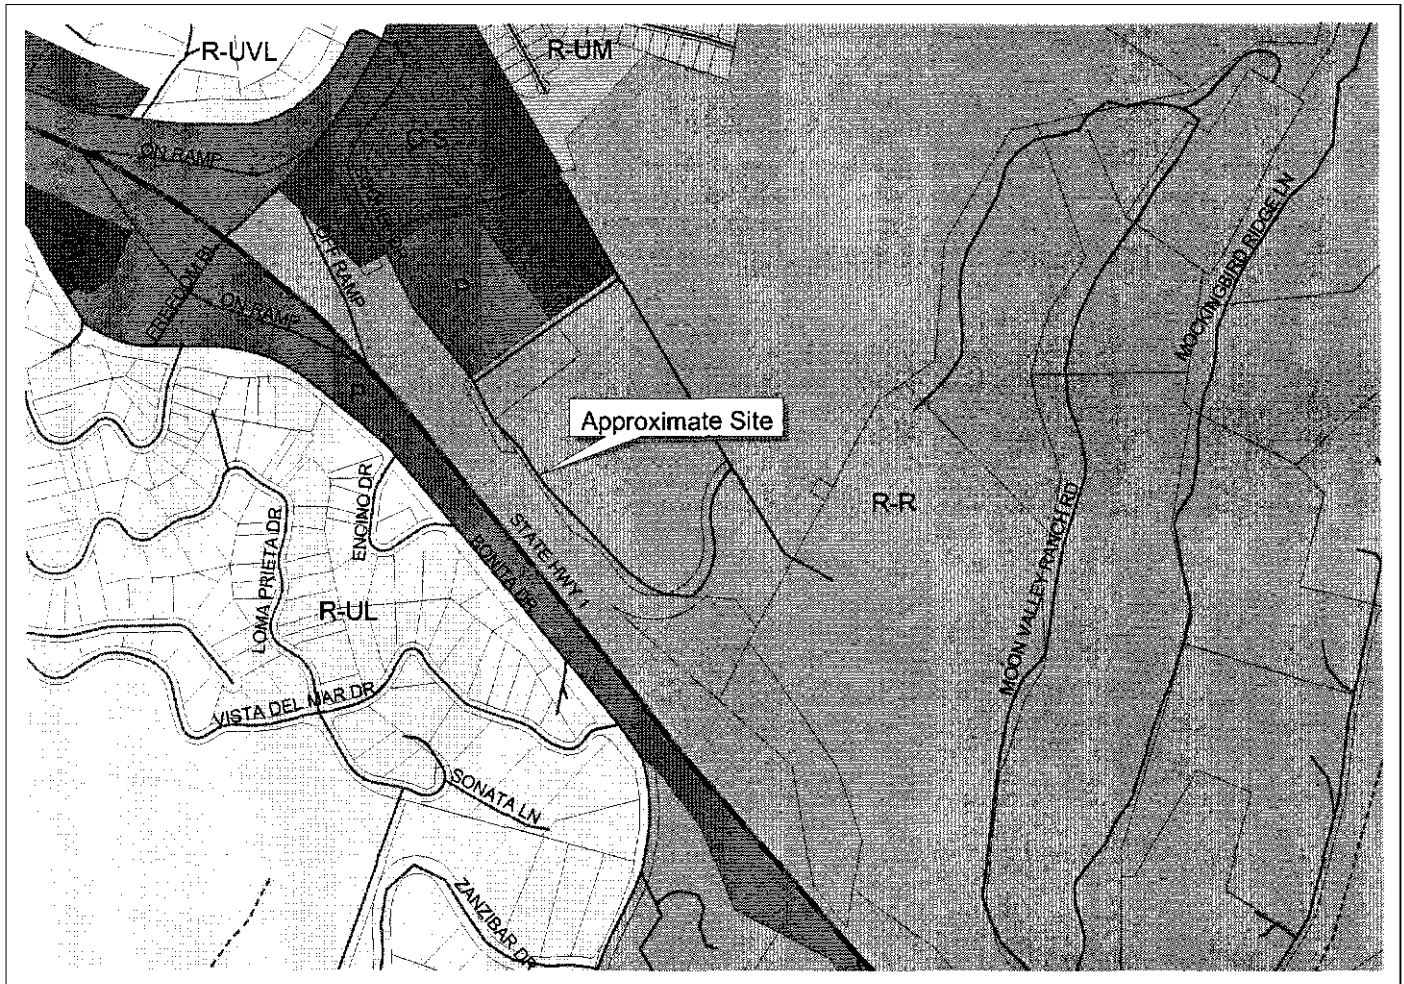 R-UVL
R-UM
C-S
ON RAMP
OFF RAMP
FREEDOM BL
ON RAMP
P
P
Approximate Site
MOCKINGBIRD RIDGE LN
MOON VALLEY RANCH RD
R-R
ENCINO DR
LOMA PRIETA DR
STATE HWY 1
BONITA DR
R-UL
VISTA DEL MAR DR
SONATA LN
ZANZIBAR DR